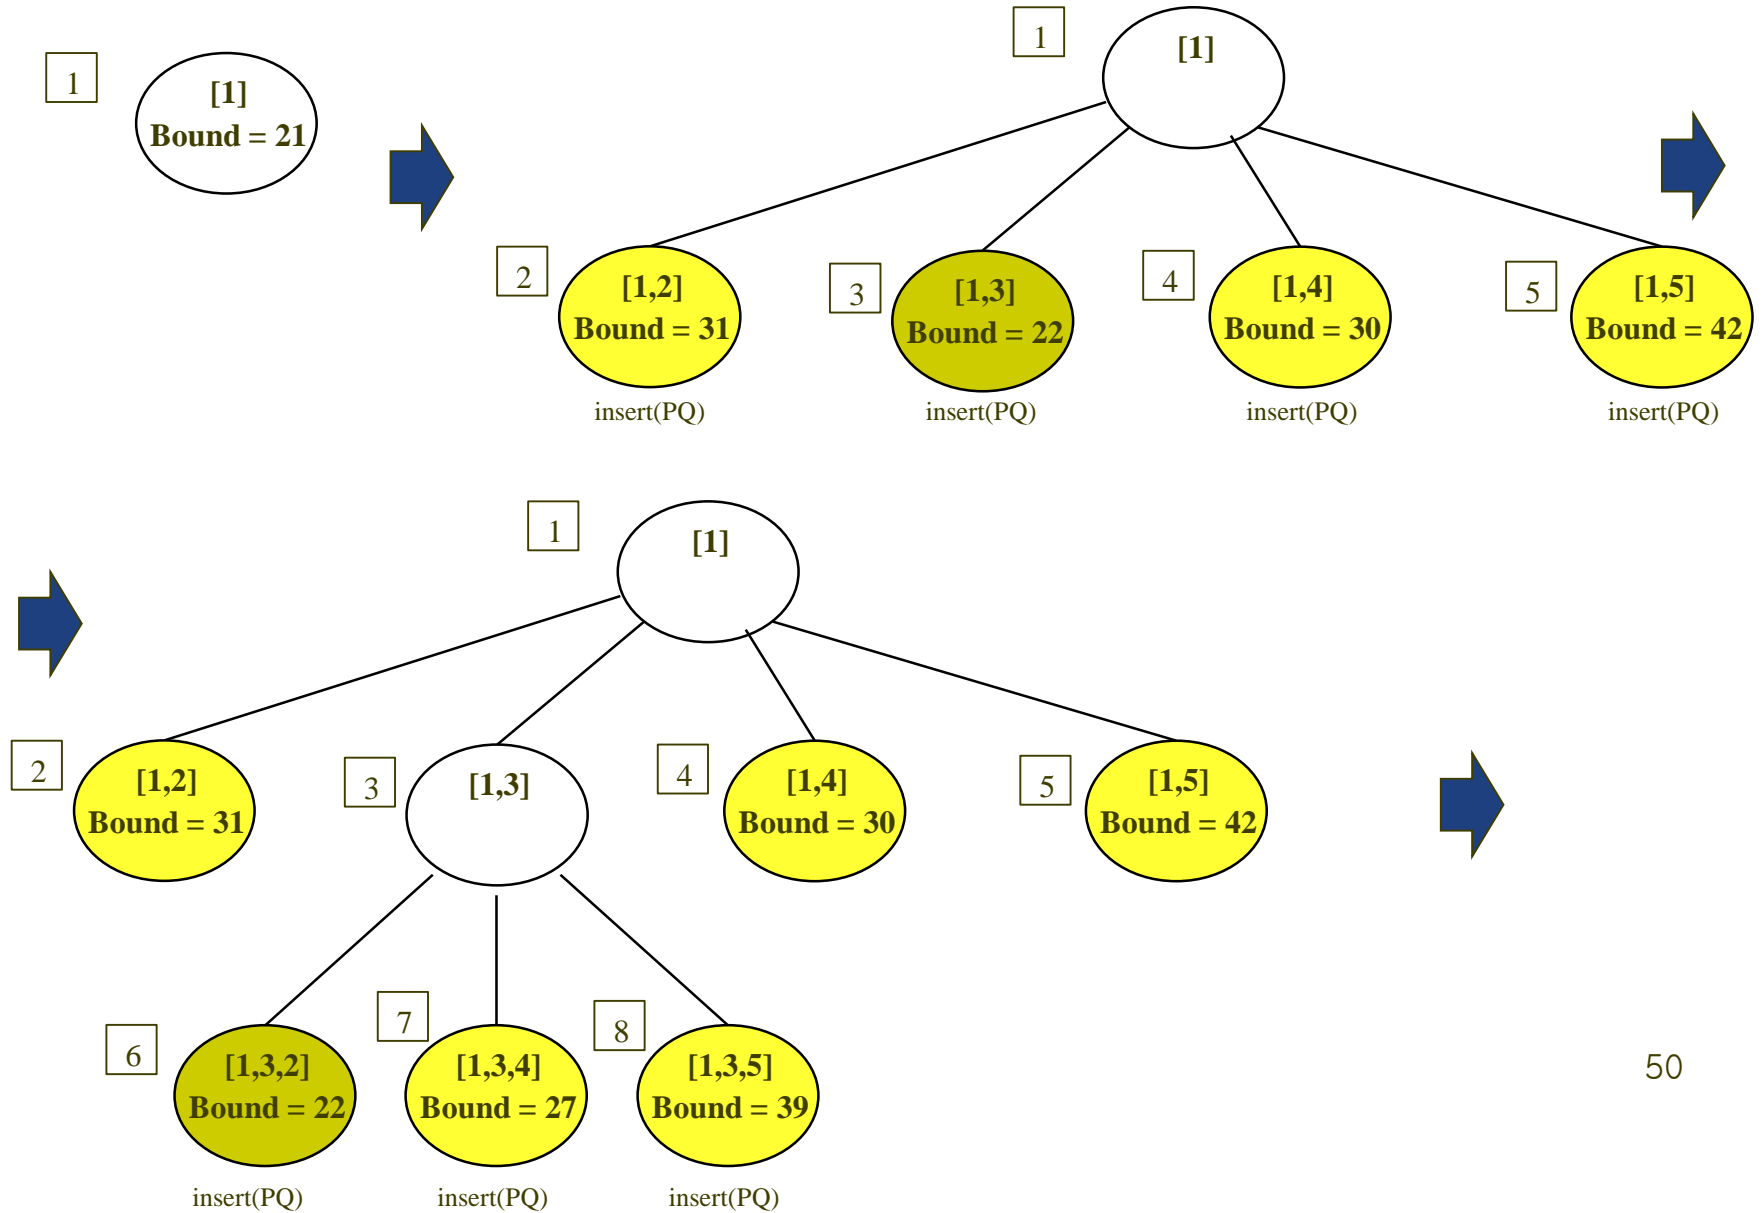 1
[1]
Bound = 21
1
[1]
2
[1,2]
Bound = 31
insert(PQ)
3
[1,3]
Bound = 22
insert(PQ)
4
[1,4]
Bound = 30
insert(PQ)
5
[1,5]
Bound = 42
insert(PQ)
1
[1]
2
[1,2]
Bound = 31
3
[1,3]
4
[1,4]
Bound = 30
5
[1,5]
Bound = 42
6
[1,3,2]
Bound = 22
insert(PQ)
7
[1,3,4]
Bound = 27
insert(PQ)
8
[1,3,5]
Bound = 39
insert(PQ)
50